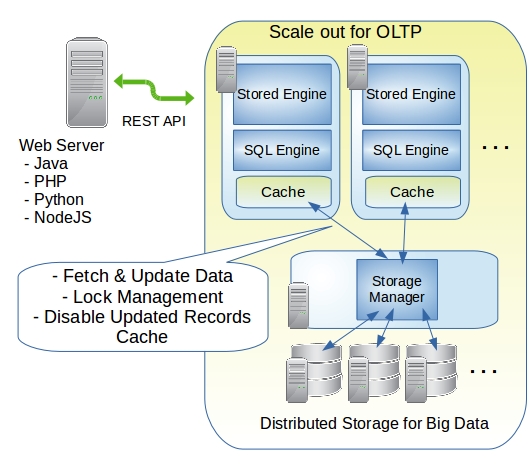 Scale out for OLTP
REST API
Web Server
- Java
- PHP
- Python
- NodeJS
Stored Engine
SQL Engine
Cache
Stored Engine
SQL Engine
Cache
. . .
- Fetch & Update Data
- Lock Management
- Disable Updated Records
Cache
Storage
Manager
. . .
Distributed Storage for Big Data